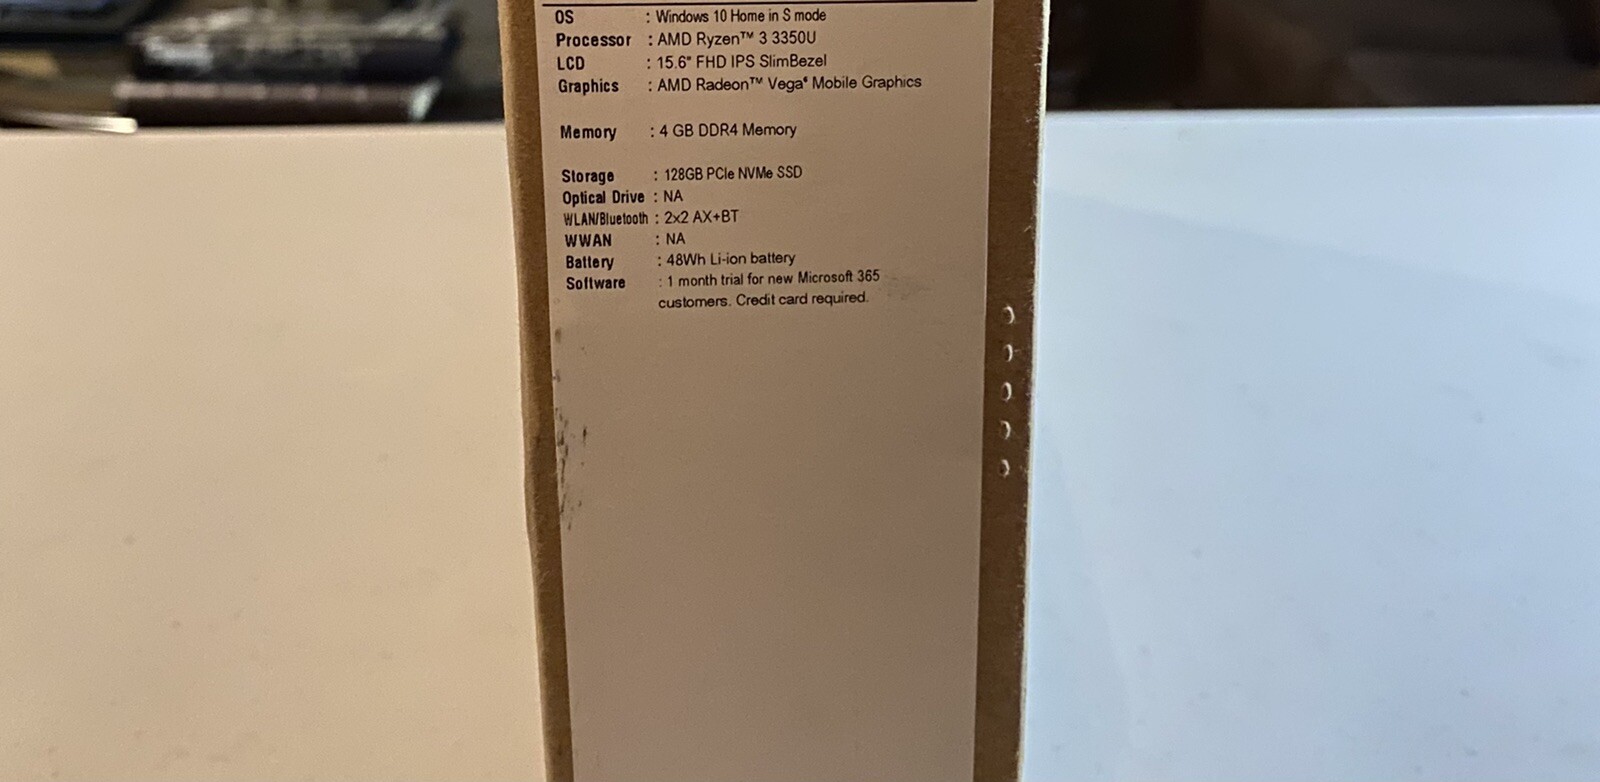 OS : Windows 10 Home in S mode
Processor : AMD Ryzen™ 3 3350U
LCD : 15.6" FHD IPS SlimBezel
Graphics : AMD Radeon™ Vega⁶ Mobile Graphics
Memory : 4 GB DDR4 Memory
Storage : 128GB PCIe NVMe SSD
Optical Drive : NA
WLAN/Bluetooth : 2x2 AX+BT
WWAN : NA
Battery : 48Wh Li-ion battery
Software : 1 month trial for new Microsoft 365
customers. Credit card required.